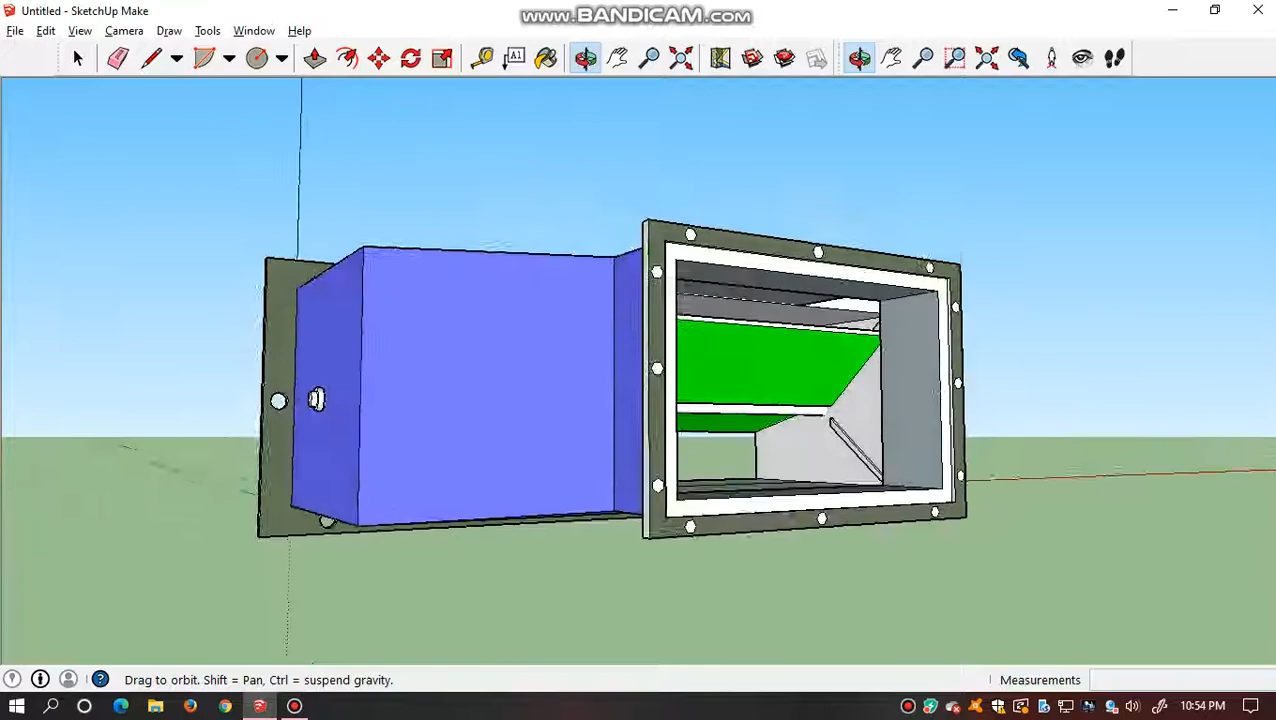 Untitled - SketchUp Make
www.BANDICAM.com
File Edit View Camera Draw Tools Window Help
A1
Drag to orbit. Shift = Pan, Ctrl = suspend gravity.
Measurements
10:54 PM